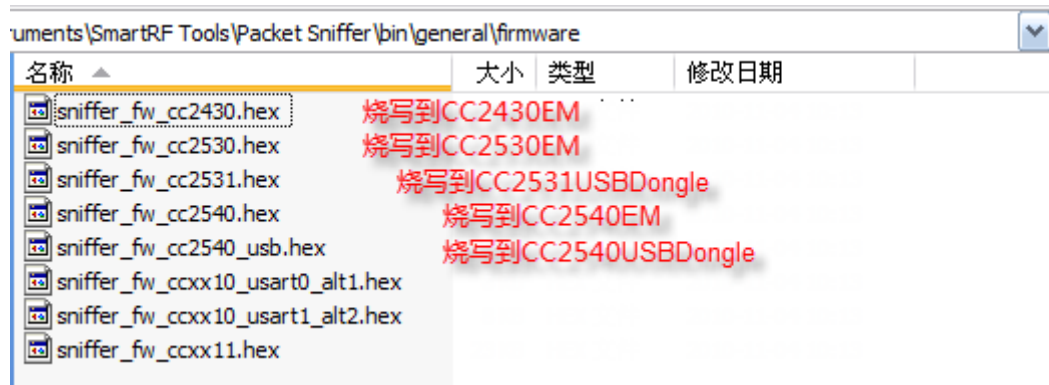 uments\SmartRF Tools\Packet Sniffer\bin\general\firmware
名称 大小 类型 修改日期
sniffer_fw_cc2430.hex 烧写到CC2430EM
sniffer_fw_cc2530.hex 烧写到CC2530EM
sniffer_fw_cc2531.hex 烧写到CC2531USBDongle
sniffer_fw_cc2540.hex 烧写到CC2540EM
sniffer_fw_cc2540_usb.hex 烧写到CC2540USBDongle
sniffer_fw_ccxx10_usart0_alt1.hex
sniffer_fw_ccxx10_usart1_alt2.hex
sniffer_fw_ccxx11.hex